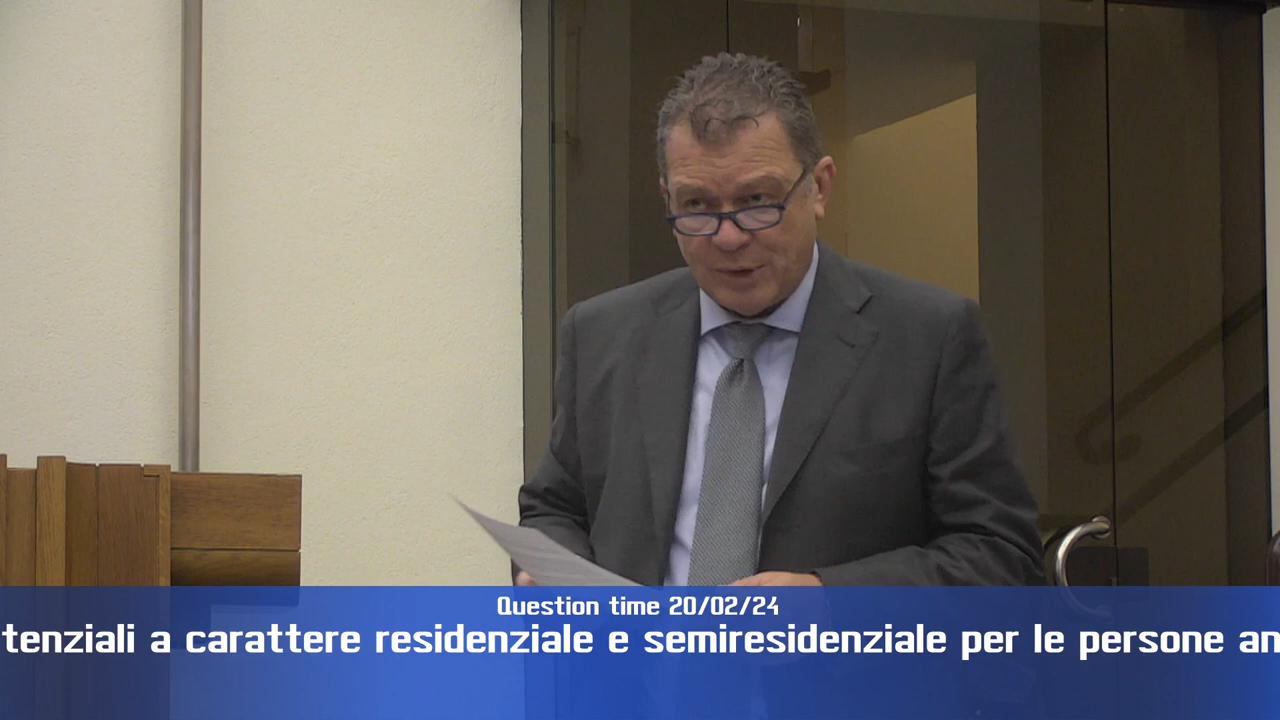 Question time 20/02/24
tenziali a carattere residenziale e semiresidenziale per le persone an